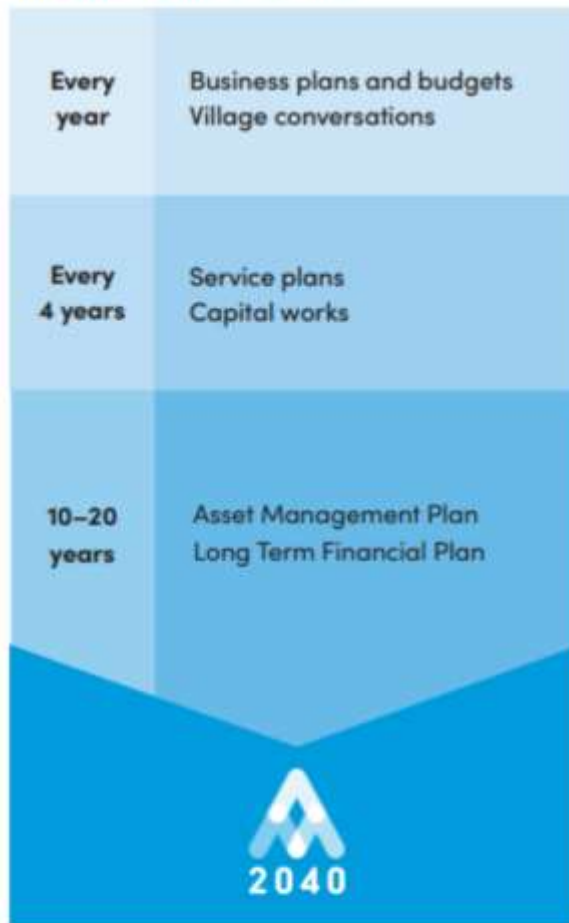 Every
year
Business plans and budgets
Village conversations
Every
4 years
Service plans
Capital works
10–20
years
Asset Management Plan
Long Term Financial Plan
2040